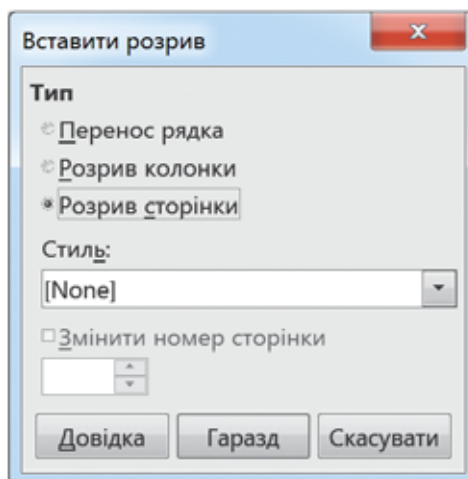 Вставити розрив
Тип
Перенос рядка
Розрив колонки
Розрив сторінки
Стиль:
[None]
Змінити номер сторінки
Довідка Гаразд Скасувати